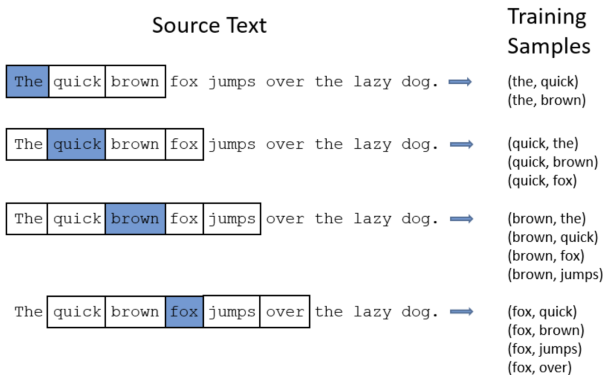 Source Text
Training
Samples
The quick brown fox jumps over the lazy dog.
(the, quick)
(the, brown)
The quick brown fox jumps over the lazy dog.
(quick, the)
(quick, brown)
(quick, fox)
The quick brown fox jumps over the lazy dog.
(brown, the)
(brown, quick)
(brown, fox)
(brown, jumps)
The quick brown fox jumps over the lazy dog.
(fox, quick)
(fox, brown)
(fox, jumps)
(fox, over)